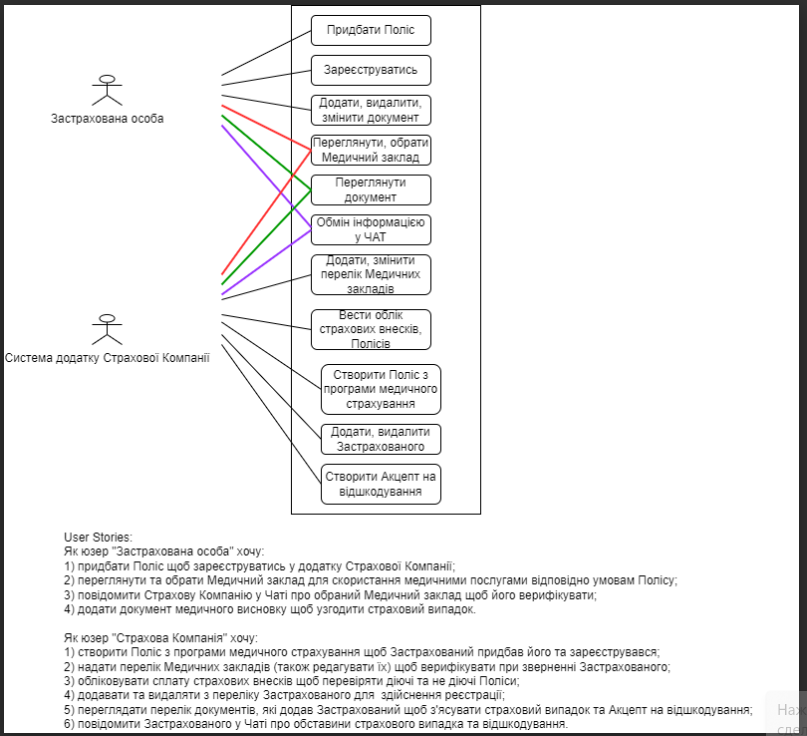 Придбати Поліс
Зареєструватись
Застрахована особа
Додати, видалити,
змінити документ
Переглянути, обрати
Медичний заклад
Переглянути
документ
Обмін інформацією
у ЧАТ
Додати, змінити
перелік Медичних
закладів
Вести облік
страхових внесків,
Полісів
Система додатку Страхової Компанії
Створити Поліс з
програми медичного
страхування
Додати, видалити
Застрахованого
Створити Акцепт на
відшкодування
User Stories:
Як юзер "Застрахована особа" хочу:
1) придбати Поліс щоб зареєструватись у додатку Страхової Компанії;
2) переглянути та обрати Медичний заклад для скористання медичними послугами відповідно умовам Полісу;
3) повідомити Страхову Компанію у Чаті про обраний Медичний заклад щоб його верифікувати;
4) додати документ медичного висновку щоб узгодити страховий випадок.
Як юзер "Страхова Компанія" хочу:
1) створити Поліс з програми медичного страхування щоб Застрахований придбав його та зареєструвався;
2) надати перелік Медичних закладів (також редагувати їх) щоб верифікувати при зверненні Застрахованого;
3) обліковувати сплату страхових внесків щоб перевіряти діючі та не діючі Поліси;
4) додавати та видаляти з переліку Застрахованого для здійснення реєстрації;
5) переглядати перелік документів, які додав Застрахований щоб з'ясувати страховий випадок та Акцепт на відшкодування;
6) повідомити Застрахованого у Чаті про обставини страхового випадка та відшкодування.